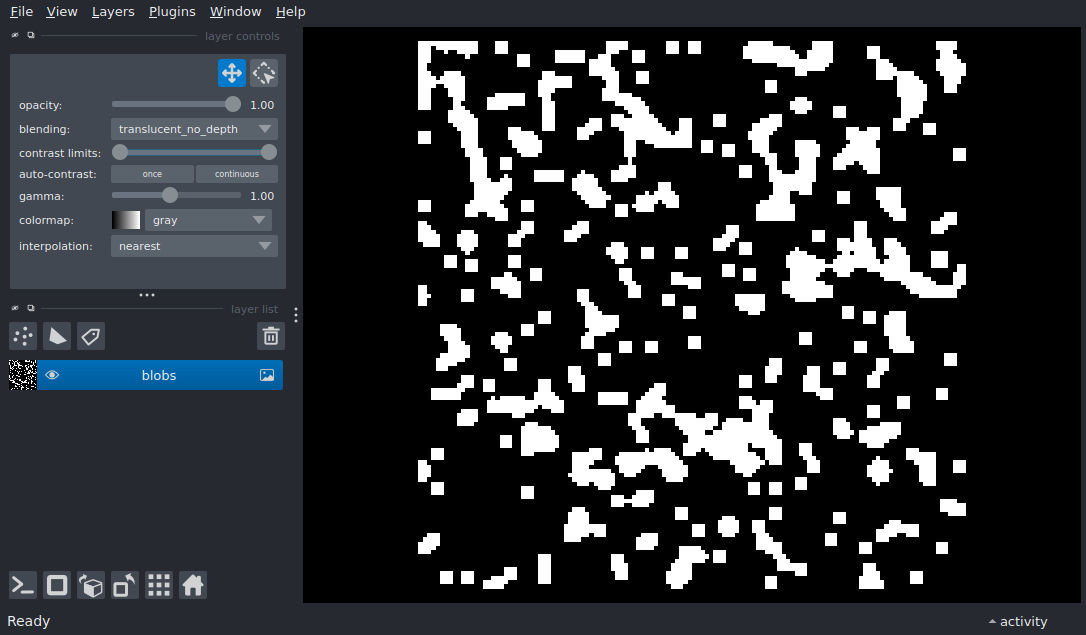 File View Layers Plugins Window Help
layer controls
opacity: 1.00
blending: translucent_no_depth
contrast limits:
auto-contrast: once continuous
gamma: 1.00
colormap: gray
interpolation: nearest
layer list
blobs
Ready
activity